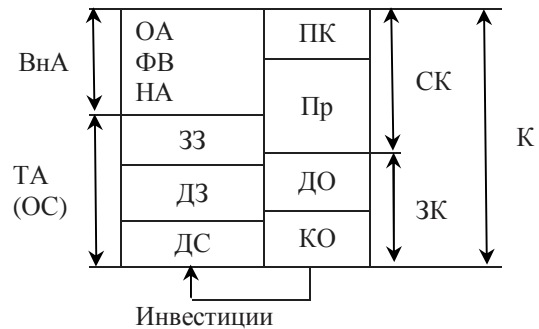 ВнА
ОА
ФВ
НА
ПК
Пр
СК
К
ТА
(ОС)
ЗЗ
ДЗ
ДС
ДО
КО
ЗК
Инвестиции